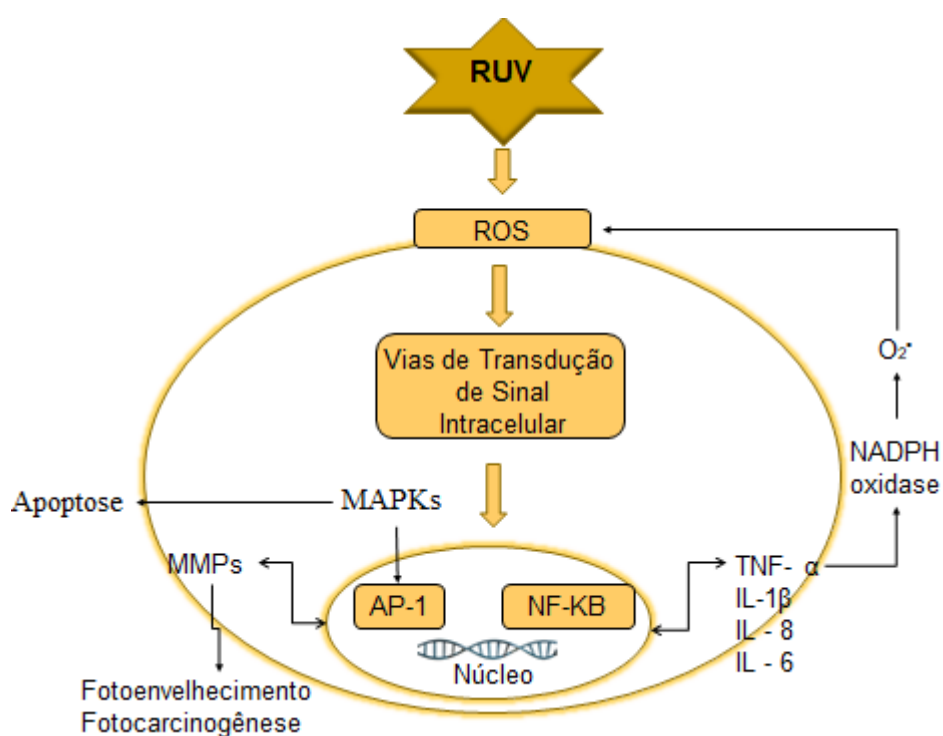 RUV
ROS
Vias de Transdução
de Sinal
Intracelular
O₂•
NADPH
oxidase
Apoptose
MAPKs
MMPs
TNF- α
IL-1β
IL - 8
IL - 6
AP-1
NF-KB
Núcleo
Fotoenvelhecimento
Fotocarcinogênese